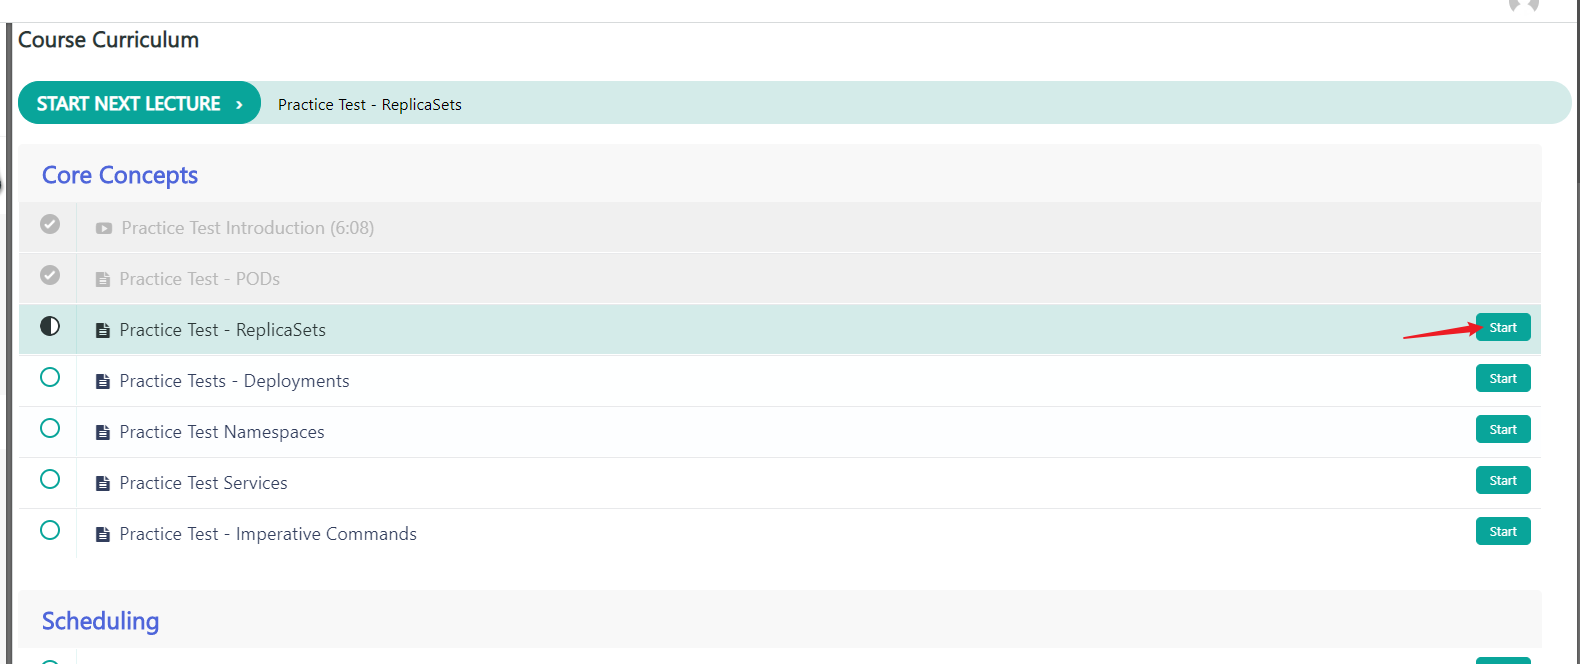 Course Curriculum
START NEXT LECTURE › Practice Test - ReplicaSets
Core Concepts
Practice Test Introduction (6:08)
Practice Test - PODs
Practice Test - ReplicaSets Start
Practice Tests - Deployments Start
Practice Test Namespaces Start
Practice Test Services Start
Practice Test - Imperative Commands Start
Scheduling